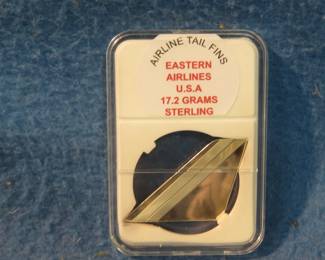 AIRLINE TAIL FINS
EASTERN
AIRLINES
U.S.A
17.2 GRAMS
STERLING